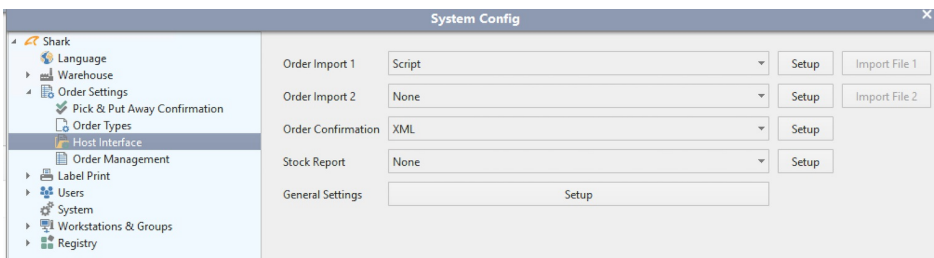 System Config
Shark
Language
Warehouse
Order Settings
Pick & Put Away Confirmation
Order Types
Host Interface
Order Management
Label Print
Users
System
Workstations & Groups
Registry
Order Import 1 Script Setup Import File 1
Order Import 2 None Setup Import File 2
Order Confirmation XML Setup
Stock Report None Setup
General Settings Setup